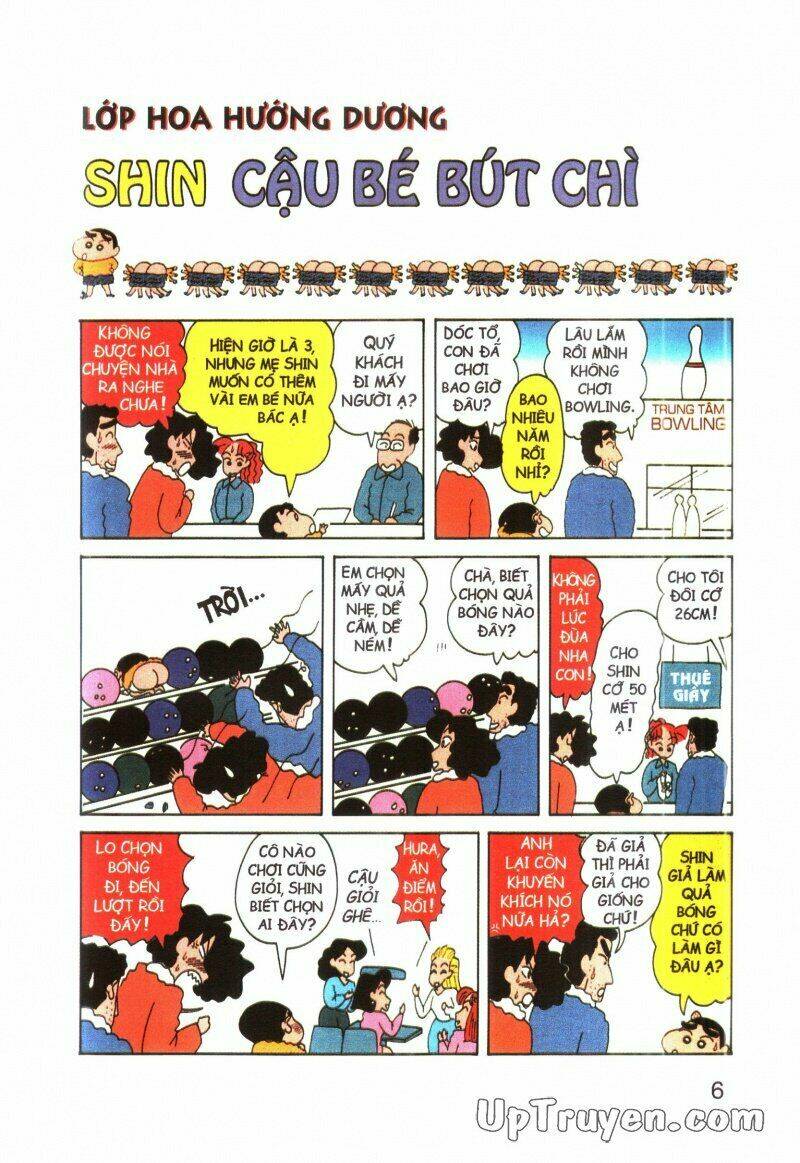 LỚP HOA HƯỚNG DƯƠNG
SHIN CẬU BÉ BÚT CHÌ
TRUNG TÂM
BOWLING
LÂU LẮM
RỒI MÌNH
KHÔNG
CHƠI
BOWLING.
BAO
NHIÊU
NĂM
RỒI
NHỈ?
DỐC TỔ,
CON ĐÃ
CHƠI
BAO GIỜ
ĐÂU?
QUÝ
KHÁCH
ĐI MẤY
NGƯỜI Ạ?
HIỆN GIỜ LÀ 3,
NHƯNG MẸ SHIN
MUỐN CÓ THÊM
VÀI EM BÉ NỮA
BÁC Ạ!
KHÔNG
ĐƯỢC NÓI
CHUYỆN NHÀ
RA NGHE
CHƯA!
CHO TÔI
ĐÔI CỠ
26CM!
THUÊ
GIẦY
CHO
SHIN
CỠ 50
MÉT
Ạ!
KHÔNG
PHẢI
LÚC
ĐÙA
NHA
CON!
CHÀ, BIẾT
CHỌN QUẢ
BÓNG NÀO
ĐÂY?
!!!
EM CHỌN
MẤY QUẢ
NHẸ, DỄ
CẦM, DỄ
NÉM!
TRỜI...
SHIN
GIẢ LÀM
QUẢ
BÓNG
CHỨ CÓ
LÀM GÌ
ĐÂU Ạ?
ĐÃ GIẢ
THÌ PHẢI
GIẢ CHO
GIỐNG
CHỨ!
ANH
LẠI CÒN
KHUYẾN
KHÍCH NÓ
NỮA HẢ?
HURA,
ĂN
ĐIỂM
RỒI!
CẬU
GIỎI
GHÊ...
CÔ NÀO
CHƠI CŨNG
GIỎI, SHIN
BIẾT CHỌN
AI ĐÂY?
LO CHỌN
BÓNG
ĐI, ĐẾN
LƯỢT RỒI
ĐẤY!
6
UpTruyen.com